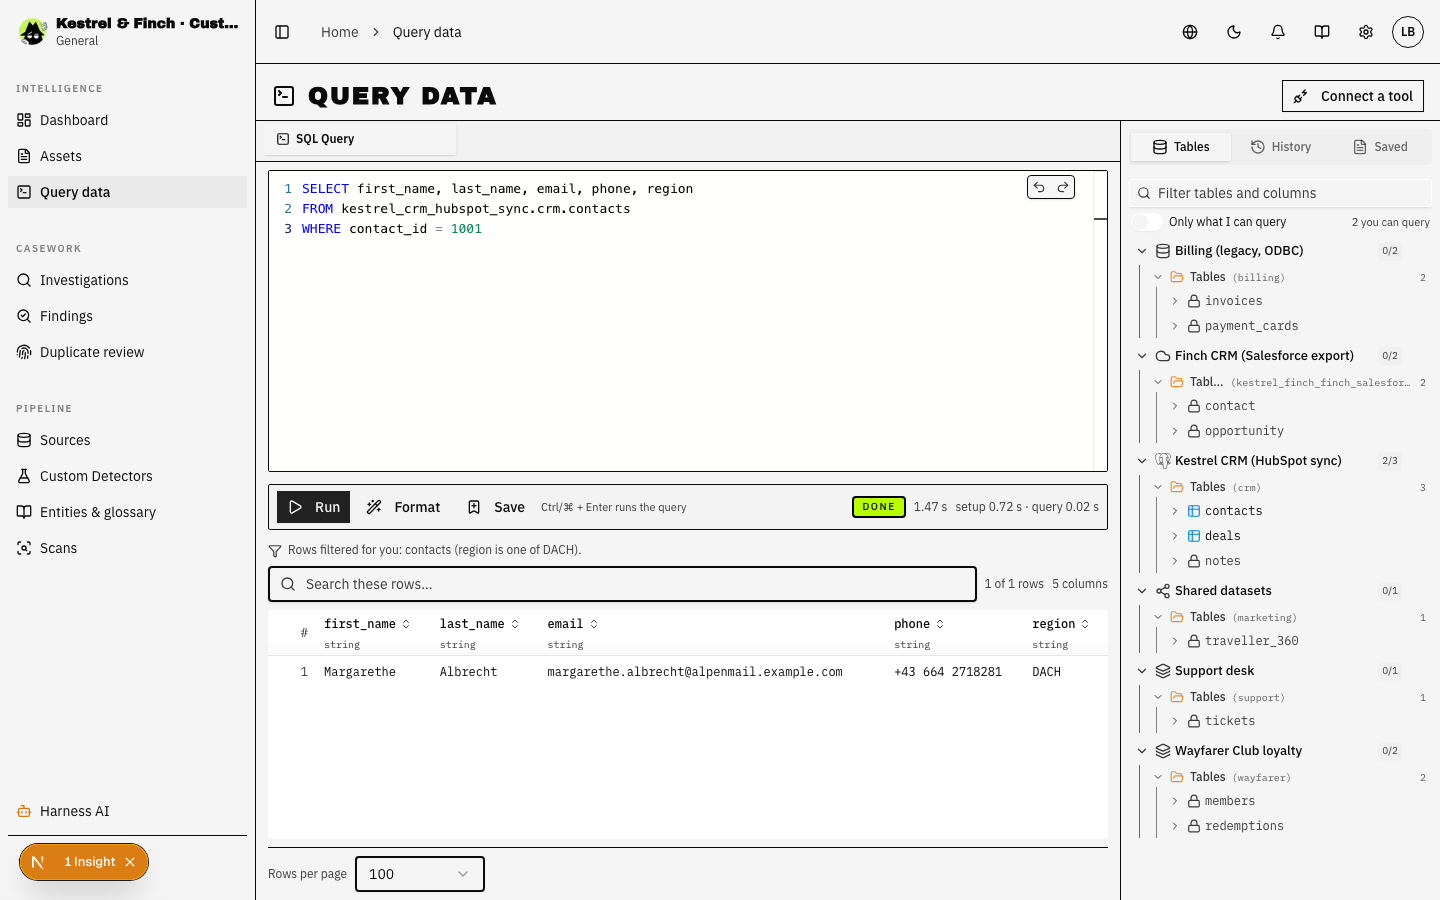 Kestrel & Finch · Cust...
General
INTELLIGENCE
Dashboard
Assets
Query data
CASEWORK
Investigations
Findings
Duplicate review
PIPELINE
Sources
Custom Detectors
Entities & glossary
Scans
Harness AI
1 Insight
Home > Query data
LB
QUERY DATA
Connect a tool
SQL Query
1 SELECT first_name, last_name, email, phone, region
2 FROM kestrel_crm_hubspot_sync.crm.contacts
3 WHERE contact_id = 1001
Run
Format
Save
Ctrl/⌘ + Enter runs the query
DONE
1.47 s setup 0.72 s · query 0.02 s
Rows filtered for you: contacts (region is one of DACH).
Search these rows...
1 of 1 rows 5 columns
# first_name last_name email phone region
string string string string string
1 Margarethe Albrecht margarethe.albrecht@alpenmail.example.com +43 664 2718281 DACH
Rows per page 100
Tables
History
Saved
Filter tables and columns
Only what I can query 2 you can query
Billing (legacy, ODBC) 0/2
Tables (billing) 2
invoices
payment_cards
Finch CRM (Salesforce export) 0/2
Tabl... (kestrel_finch_finch_salesfor... 2
contact
opportunity
Kestrel CRM (HubSpot sync) 2/3
Tables (crm) 3
contacts
deals
notes
Shared datasets 0/1
Tables (marketing) 1
traveller_360
Support desk 0/1
Tables (support) 1
tickets
Wayfarer Club loyalty 0/2
Tables (wayfarer) 2
members
redemptions